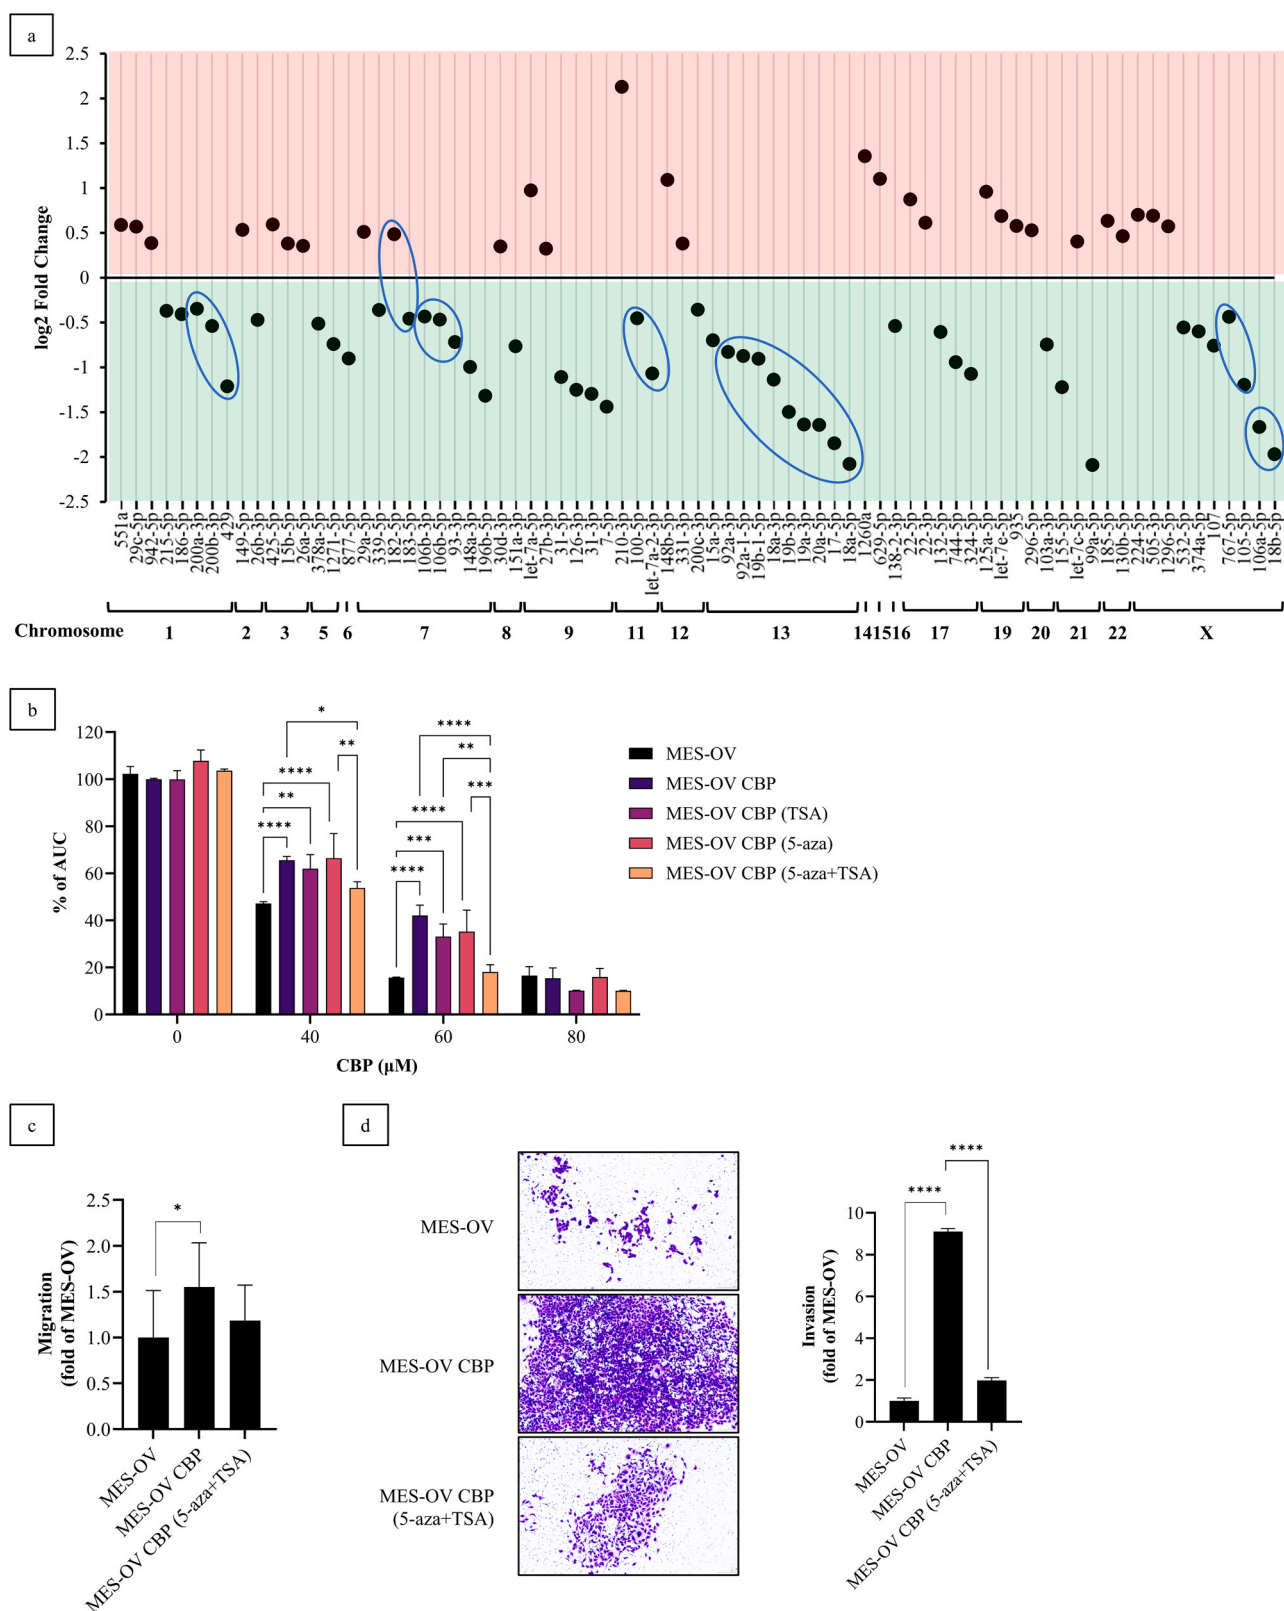 a
2.5
2
1.5
1
0.5
0
-0.5
-1
-1.5
-2
-2.5
log2 Fold Change
551a
29c-5p
942-5p
215-5p
186-5p
200a-3p
200b-3p
429
149-5p
26b-3p
425-5p
15b-5p
26a-5p
378a-5p
1271-5p
877-5p
29a-5p
339-5p
182-5p
183-5p
106b-3p
106b-5p
93-3p
148a-3p
196b-5p
30d-3p
151a-3p
let-7a-5p
27b-5p
31-5p
126-3p
31-3p
7-5p
210-3p
100-5p
let-7a-2-3p
148b-5p
331-3p
200c-3p
15a-5p
92a-3p
92a-1-5p
19b-1-5p
18a-3p
19b-3p
19a-3p
20a-5p
17-5p
18a-5p
1260a
629-5p
138-2-3p
22-5p
22-3p
132-3p
744-5p
324-5p
125a-5p
let-7e-5p
935
296-5p
103a-3p
155-5p
let-7c-5p
99a-5p
185-5p
130b-5p
224-5p
505-3p
1296-5p
532-5p
374a-5p
107
767-5p
105-5p
106a-5p
18b-5p
Chromosome 1 2 3 5 6 7 8 9 11 12 13 14 15 16 17 19 20 21 22 X
b
120
100
80
60
40
20
0
% of AUC
0 40 60 80
CBP (µM)
**** ** **** ** *
**** *** **** *** ** ****
MES-OV
MES-OV CBP
MES-OV CBP (TSA)
MES-OV CBP (5-aza)
MES-OV CBP (5-aza+TSA)
c
2.5
2.0
1.5
1.0
0.5
0.0
Migration
(fold of MES-OV)
*
MES-OV
MES-OV CBP
MES-OV CBP (5-aza+TSA)
d
MES-OV
MES-OV CBP
MES-OV CBP
(5-aza+TSA)
10
8
6
4
2
0
Invasion
(fold of MES-OV)
****
****
MES-OV
MES-OV CBP
MES-OV CBP (5-aza+TSA)